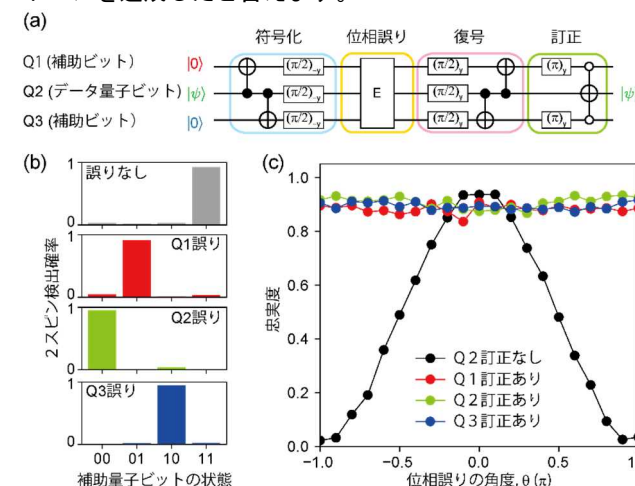 (a)
符号化 位相誤り 復号 訂正
Q1 (補助ビット) |0⟩ (π/2)₋y (π/2)y (π)y
Q2 (データ量子ビット) |ψ⟩ (π/2)₋y E (π/2)y |ψ
Q3 (補助ビット) |0⟩ (π/2)₋y (π/2)y (π)y
(b)
1
誤りなし
0
1
Q1誤り
0
1
Q2誤り
0
1
Q3誤り
0
00 01 10 11
補助量子ビットの状態
2スピン検出確率
(c)
1.0
0.8
0.6
0.4
0.2
0.0
忠実度
Q2訂正なし
Q1訂正あり
Q2訂正あり
Q3訂正あり
-1.0 -0.5 0.0 0.5 1
位相誤りの角度, θ (π)